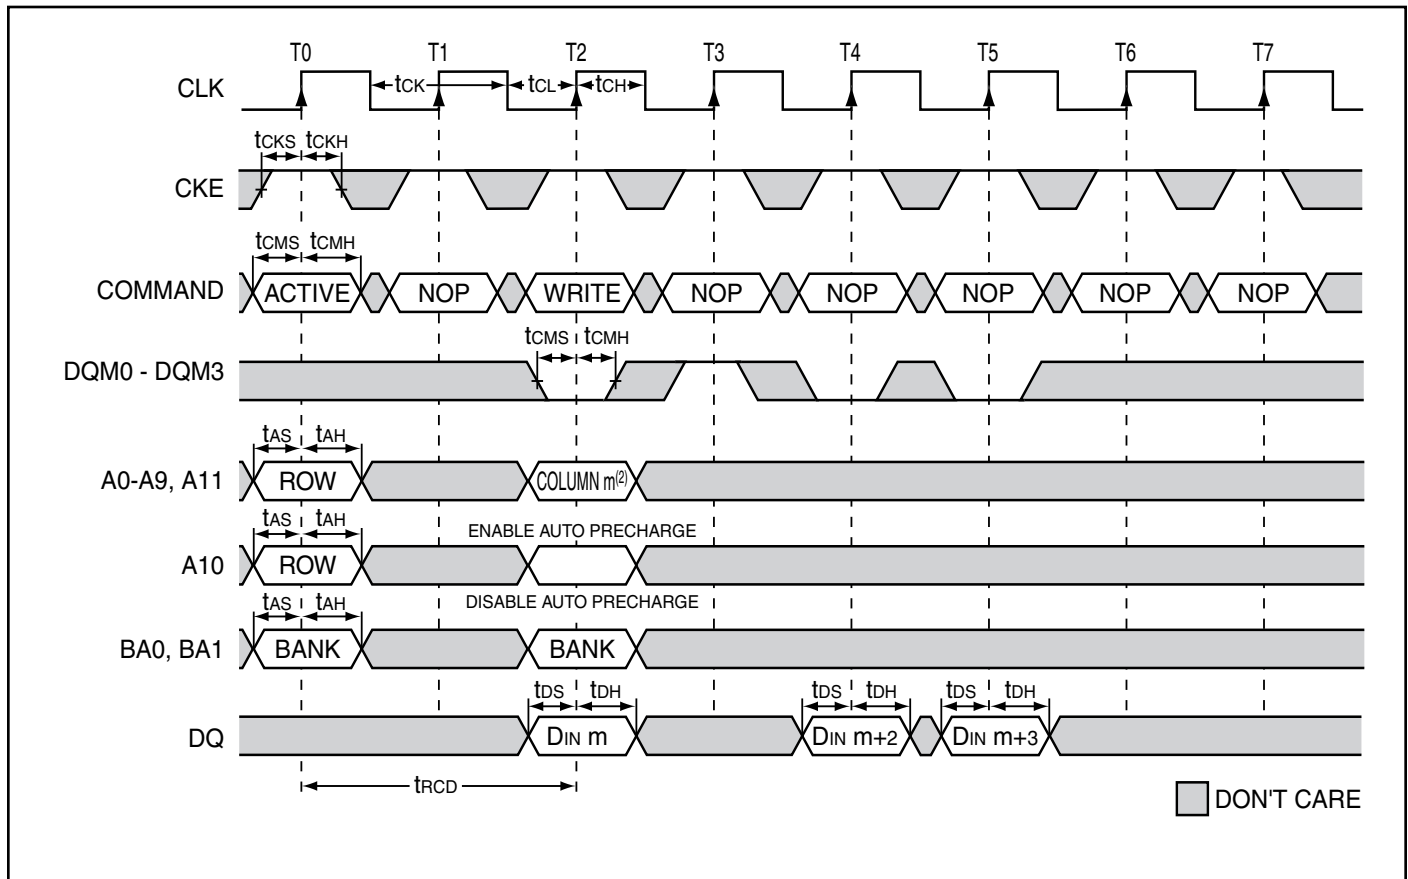 T0 T1 T2 T3 T4 T5 T6 T7
CLK
tCK tCL tCH
tCKS tCKH
CKE
tCMS tCMH
COMMAND ACTIVE NOP WRITE NOP NOP NOP NOP NOP
tCMS tCMH
DQM0 - DQM3
tAS tAH
A0-A9, A11 ROW COLUMN m(2)
tAS tAH ENABLE AUTO PRECHARGE
A10 ROW
tAS tAH DISABLE AUTO PRECHARGE
BA0, BA1 BANK BANK
tDS tDH tDS tDH tDS tDH
DQ DIN m DIN m+2 DIN m+3
tRCD
DON'T CARE